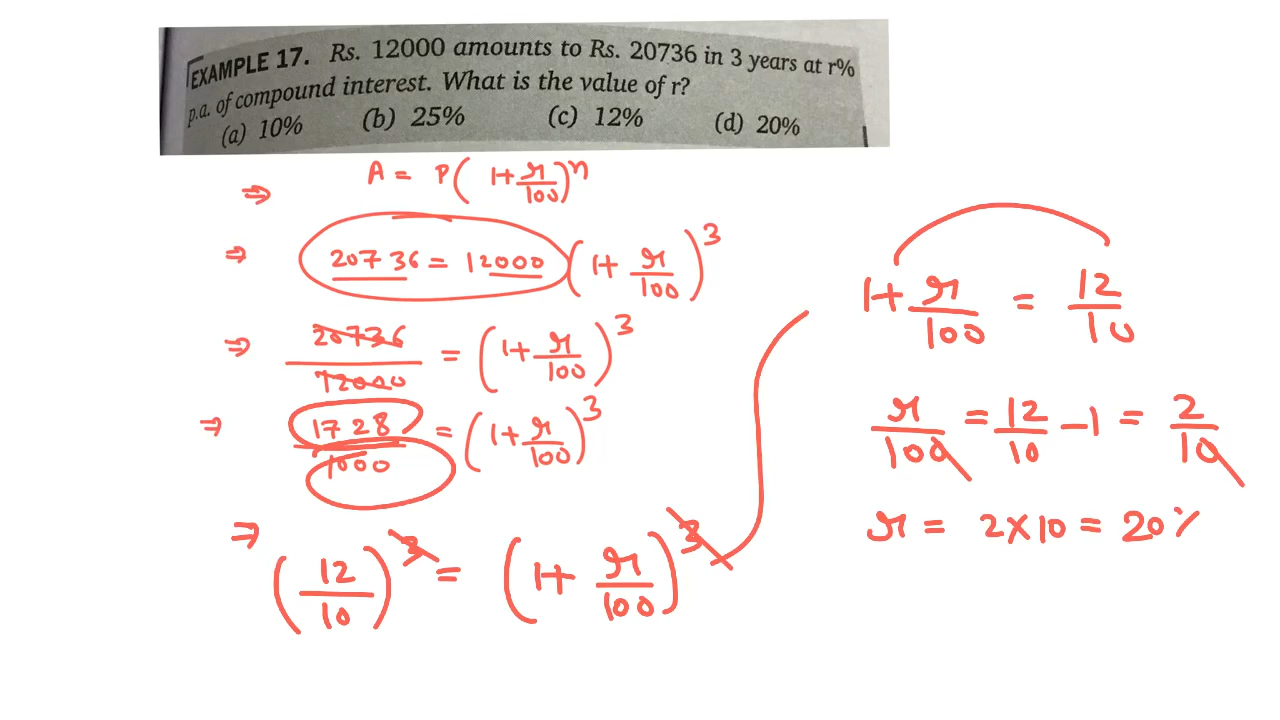 EXAMPLE 17. Rs. 12000 amounts to Rs. 20736 in 3 years at r%
p.a. of compound interest. What is the value of r?
(a) 10% (b) 25% (c) 12% (d) 20%
⇒ A = P(1+r/100)^n
⇒ 20736 = 12000 (1+ r/100)^3
⇒ 20736/12000 = (1+r/100)^3
⇒ 1728/1000 = (1+r/100)^3
⇒ (12/10)^3 = (1+ r/100)^3
1+r/100 = 12/10
r/100 = 12/10 -1 = 2/10
r = 2×10 = 20%